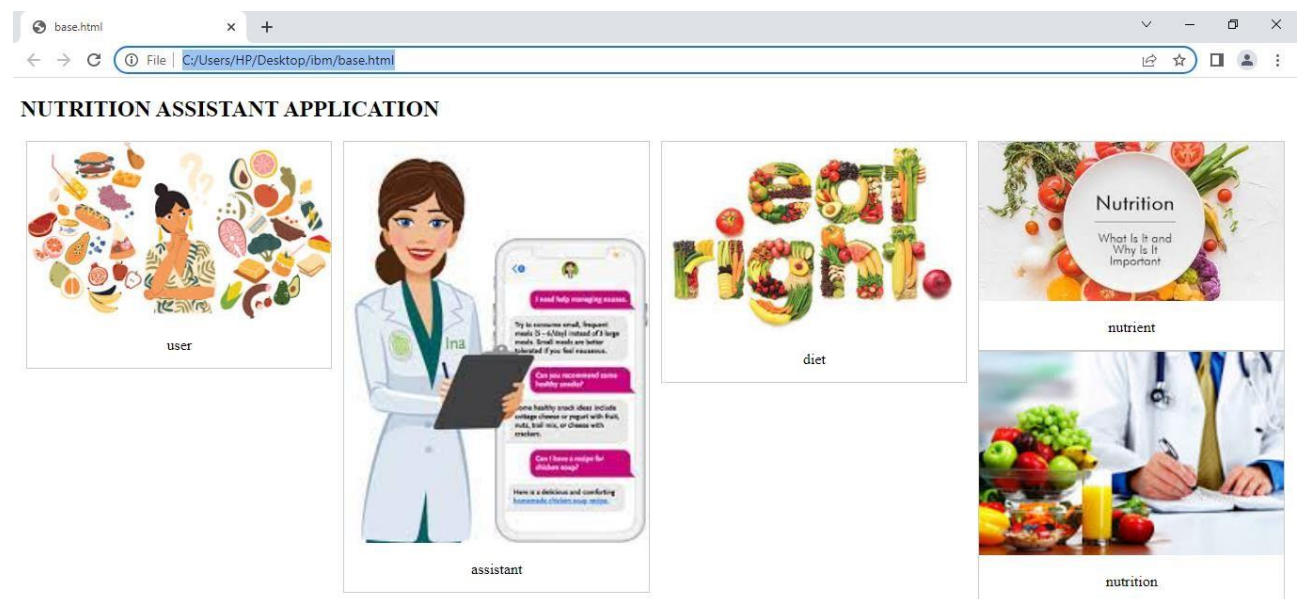 base.html
File
C:/Users/HP/Desktop/ibm/base.html
NUTRITION ASSISTANT APPLICATION
user
Ina
I need help managing nausea.
Try to consume small, frequent
meals (5 - 6/day) instead of 3 large
meals. Small meals are better
tolerated if you feel nauseous.
Can you recommend some
healthy snacks?
Some healthy snack ideas include
cottage cheese or yogurt with fruit,
nuts, trail mix, or cheese with
crackers.
Can I have a recipe for
chicken soup?
Here is a delicious and comforting
homemade chicken soup recipe.
assistant
eat
right.
diet
Nutrition
What Is It and
Why Is It
Important
nutrient
nutrition